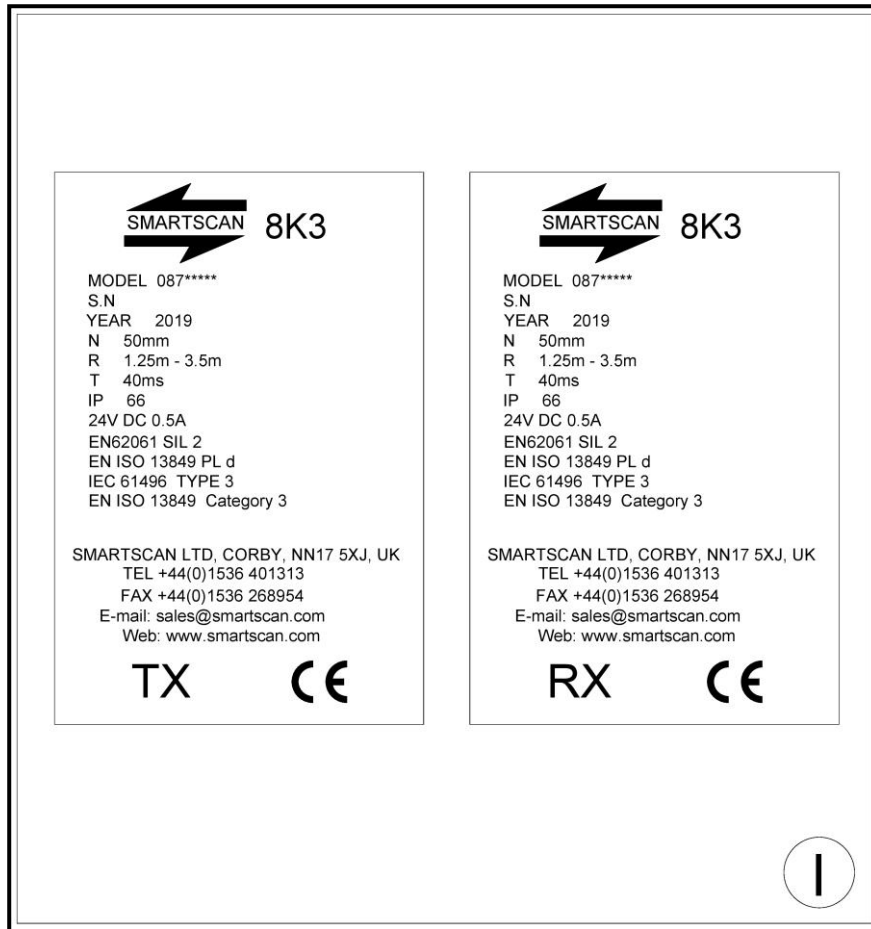 SMARTSCAN 8K3
MODEL 087*****
S.N
YEAR 2019
N 50mm
R 1.25m - 3.5m
T 40ms
IP 66
24V DC 0.5A
EN62061 SIL 2
EN ISO 13849 PL d
IEC 61496 TYPE 3
EN ISO 13849 Category 3
SMARTSCAN LTD, CORBY, NN17 5XJ, UK
TEL +44(0)1536 401313
FAX +44(0)1536 268954
E-mail: sales@smartscan.com
Web: www.smartscan.com
TX CE
SMARTSCAN 8K3
MODEL 087*****
S.N
YEAR 2019
N 50mm
R 1.25m - 3.5m
T 40ms
IP 66
24V DC 0.5A
EN62061 SIL 2
EN ISO 13849 PL d
IEC 61496 TYPE 3
EN ISO 13849 Category 3
SMARTSCAN LTD, CORBY, NN17 5XJ, UK
TEL +44(0)1536 401313
FAX +44(0)1536 268954
E-mail: sales@smartscan.com
Web: www.smartscan.com
RX CE
I